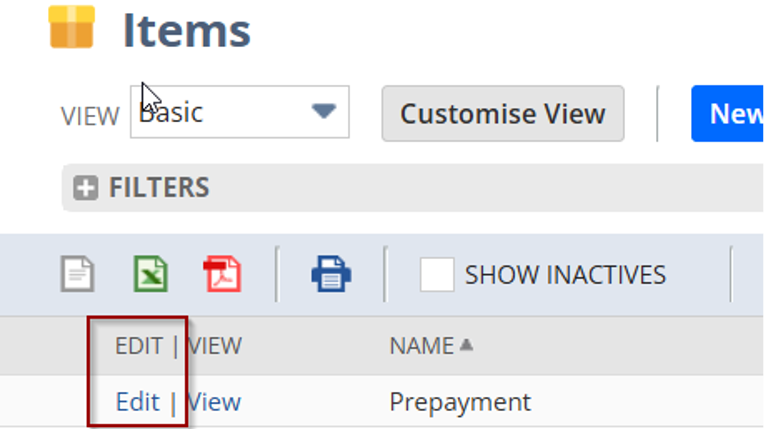 Items
VIEW Basic Customise View New
FILTERS
SHOW INACTIVES
EDIT | VIEW NAME
Edit | View Prepayment